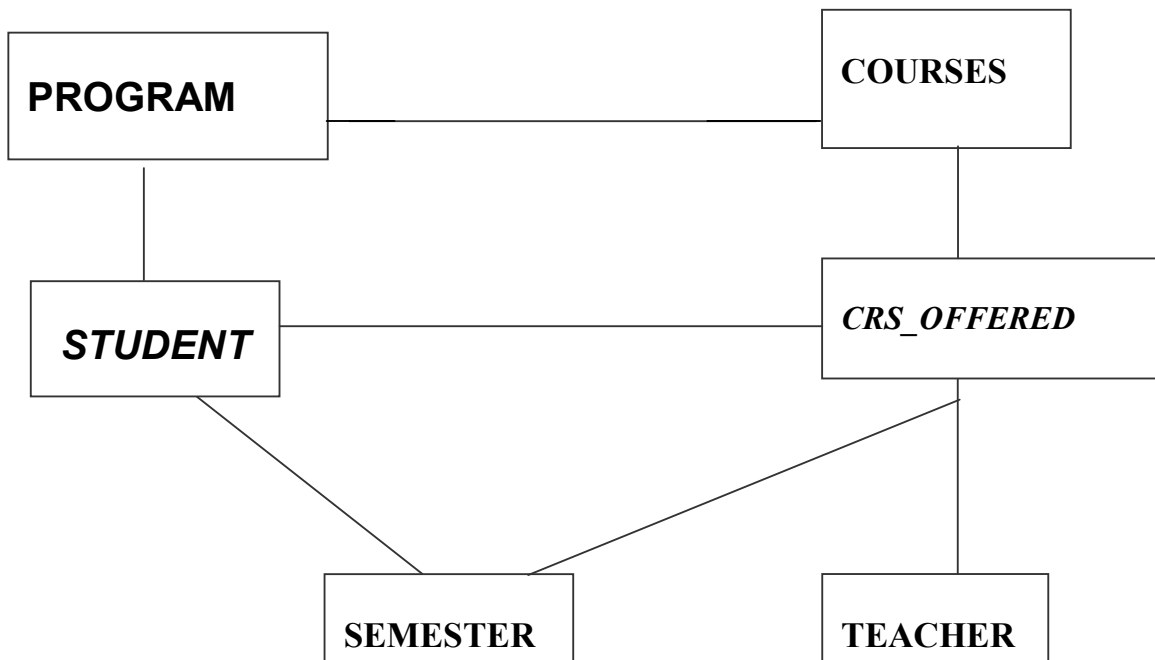 PROGRAM
COURSES
STUDENT
CRS_OFFERED
SEMESTER
TEACHER